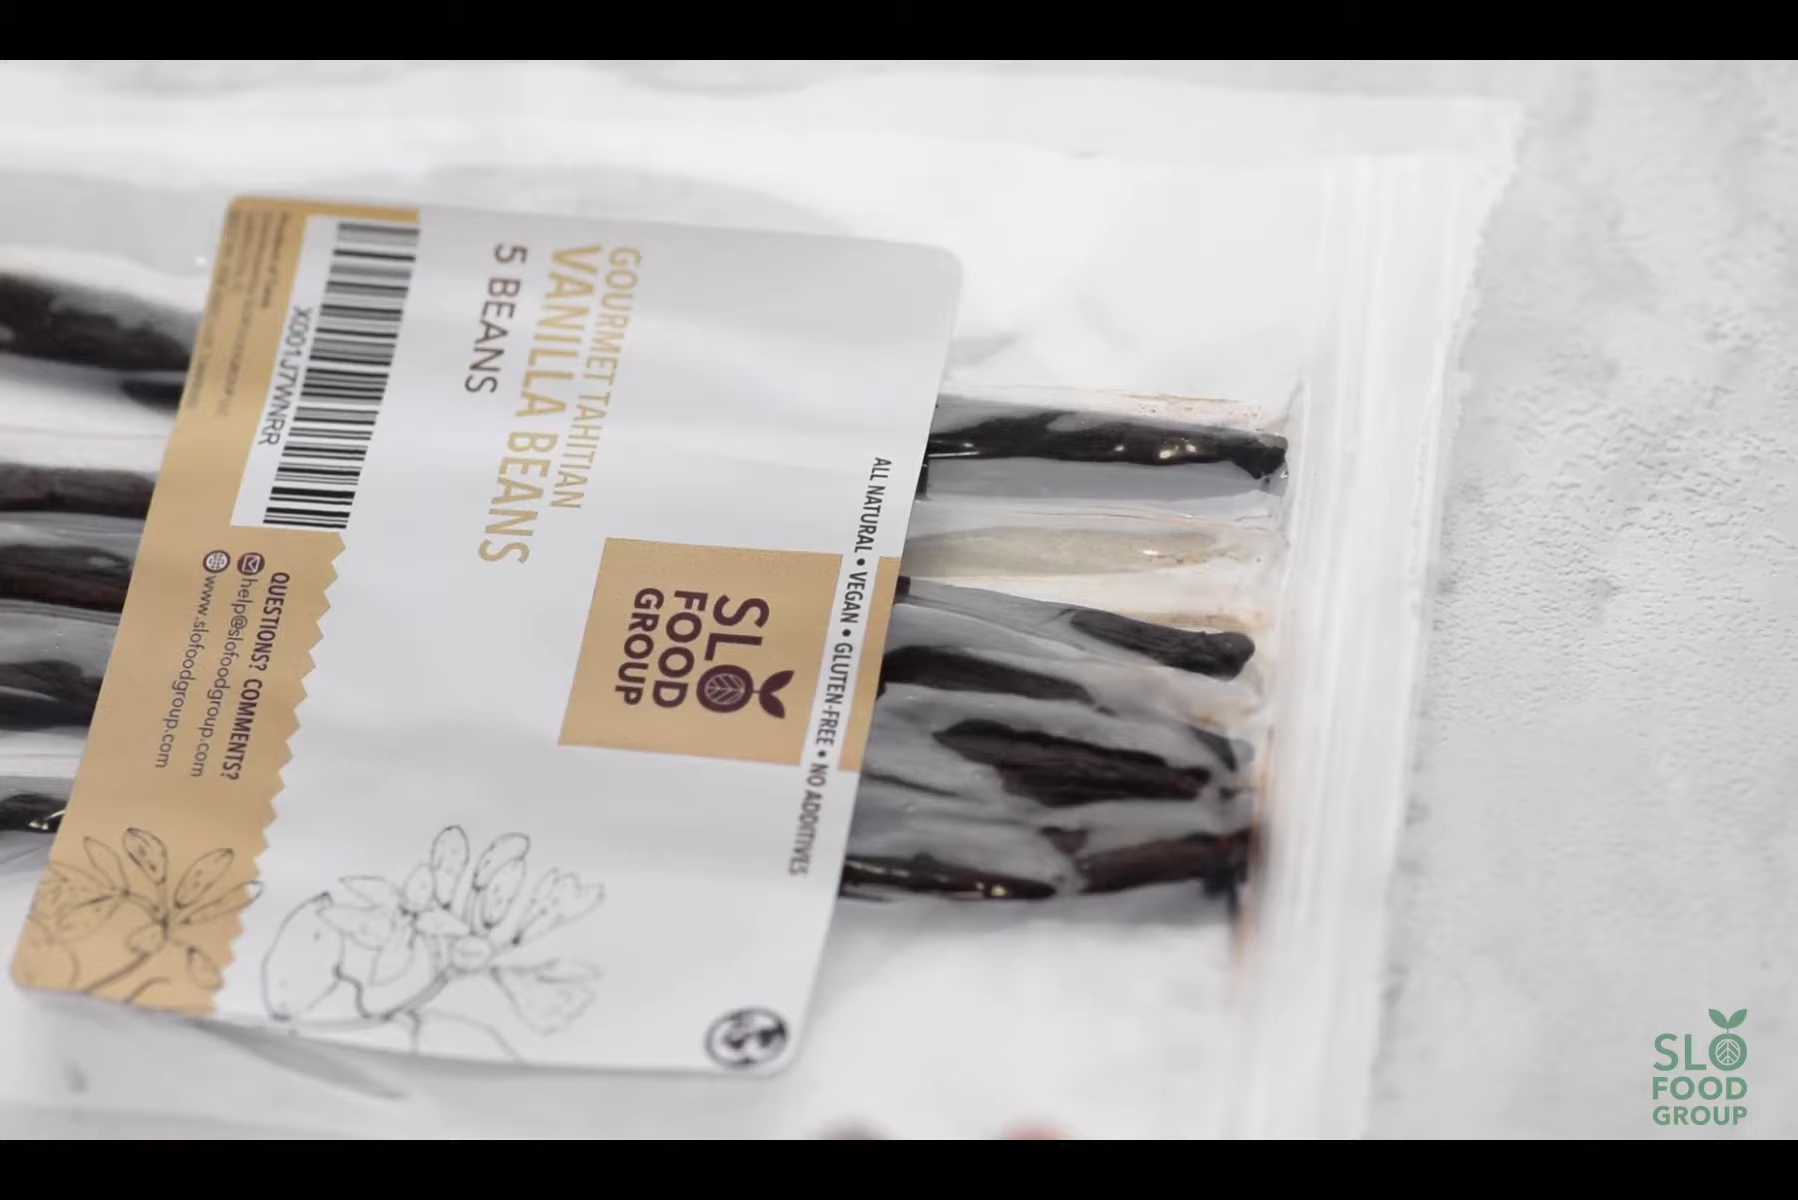 ALL NATURAL • VEGAN • GLUTEN-FREE • NO ADDITIVES
SLO
FOOD
GROUP
GOURMET TAHITIAN
VANILLA BEANS
5 BEANS
X001J7WNRR
QUESTIONS? COMMENTS?
help@slofoodgroup.com
www.slofoodgroup.com
SLO
FOOD
GROUP